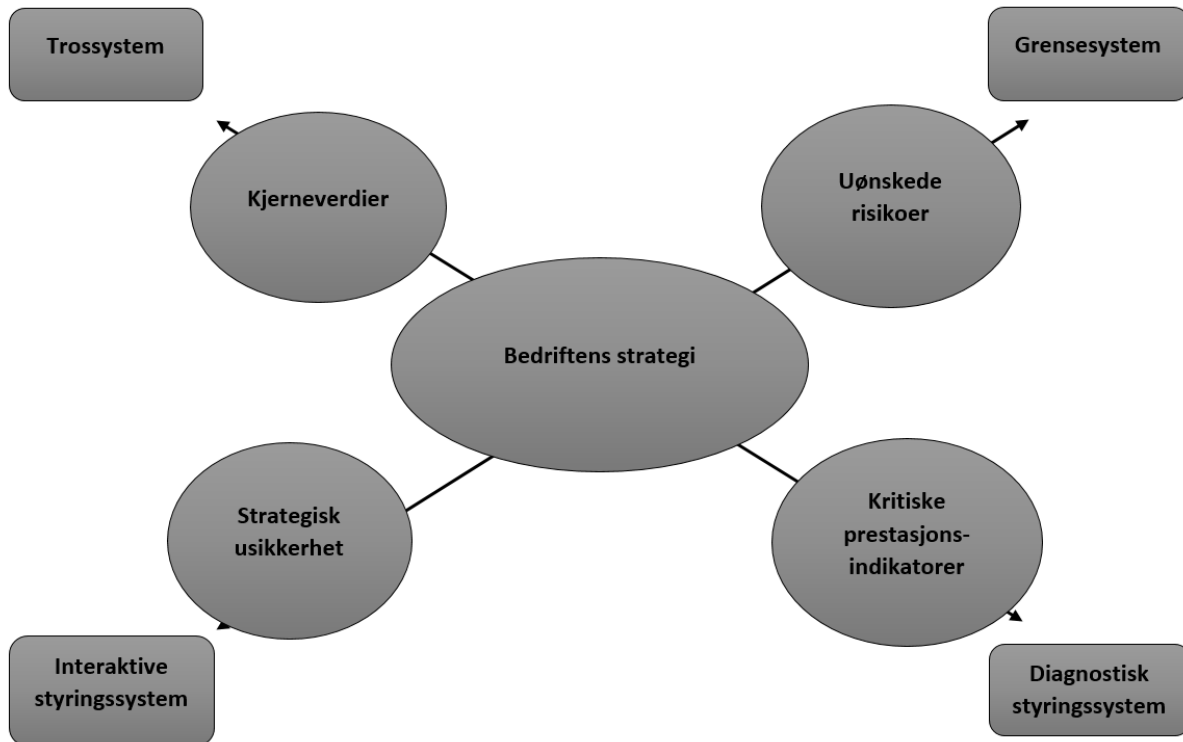 Trossystem
Grensesystem
Kjerneverdier
Uønskede
risikoer
Bedriftens strategi
Strategisk
usikkerhet
Kritiske
prestasjons-
indikatorer
Interaktive
styringssystem
Diagnostisk
styringssystem